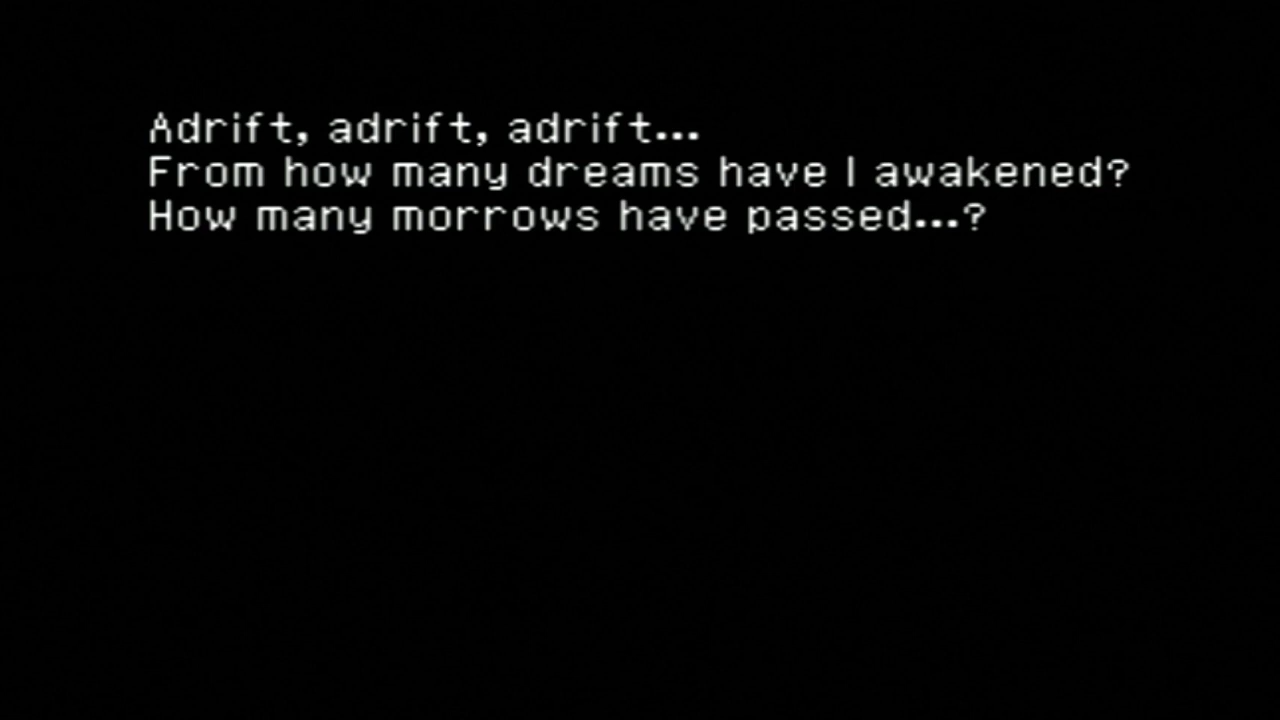 Adrift, adrift, adrift...
From how many dreams have I awakened?
How many morrows have passed...?